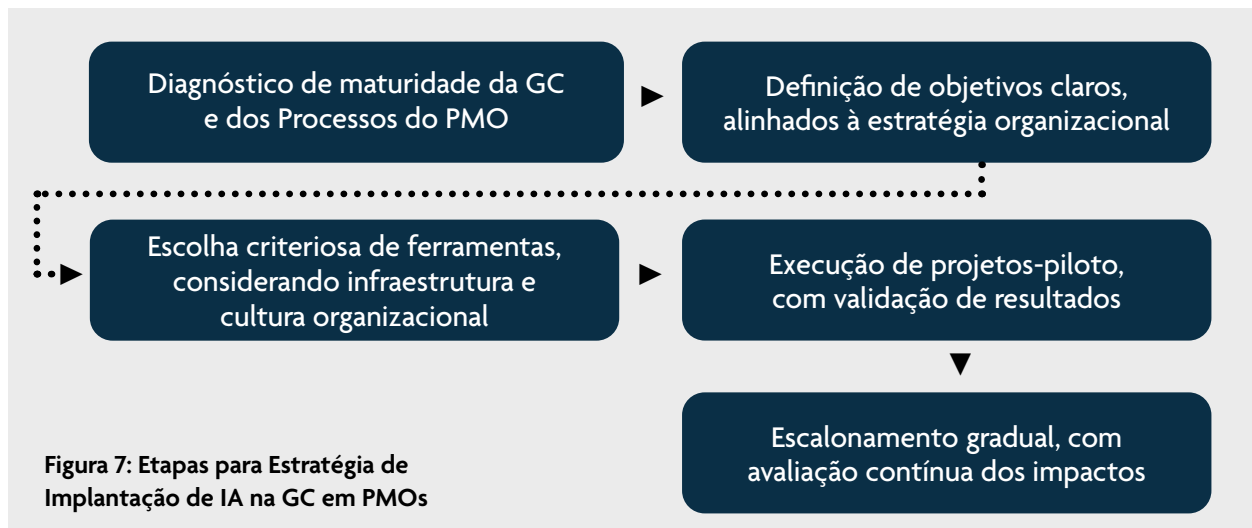 Diagnóstico de maturidade da GC
e dos Processos do PMO
Definição de objetivos claros,
alinhados à estratégia organizacional
Escolha criteriosa de ferramentas,
considerando infraestrutura e
cultura organizacional
Execução de projetos-piloto,
com validação de resultados
Escalonamento gradual, com
avaliação contínua dos impactos
Figura 7: Etapas para Estratégia de
Implantação de IA na GC em PMOs